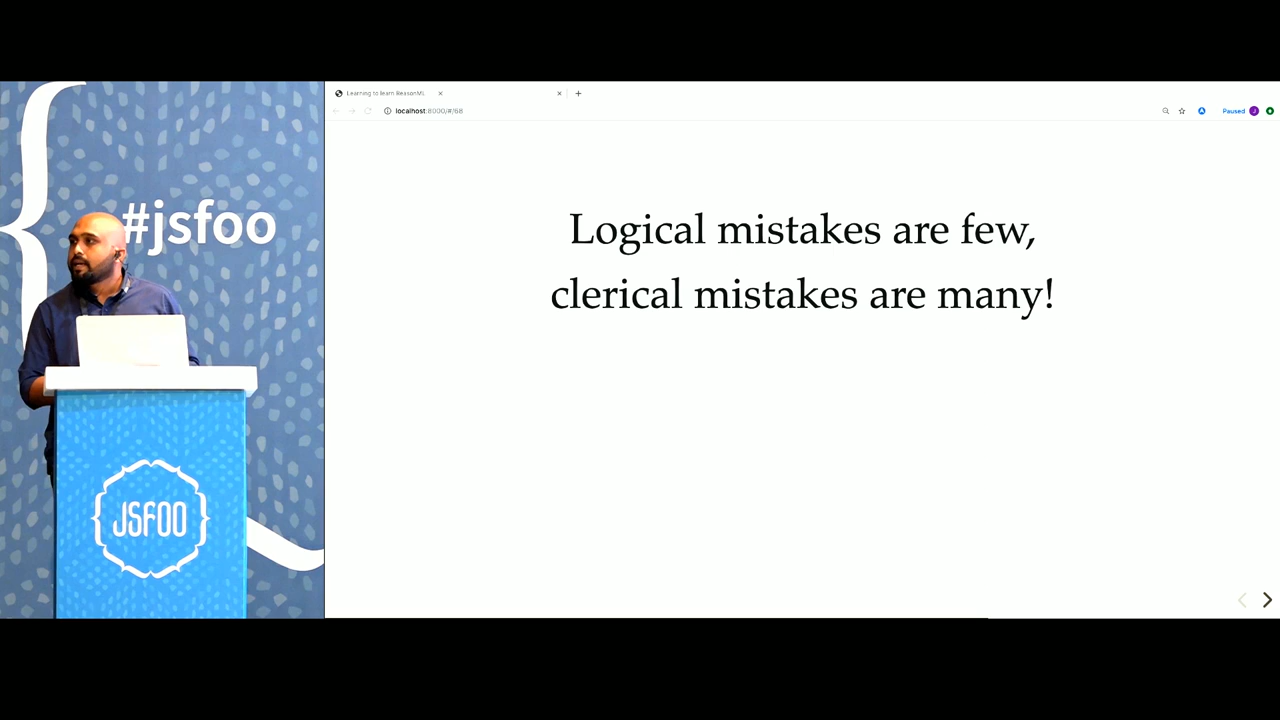 #jsfoo
JSFOO
Learning to learn ReasonML
localhost:8000/#/68
Paused
J
Logical mistakes are few,
clerical mistakes are many!